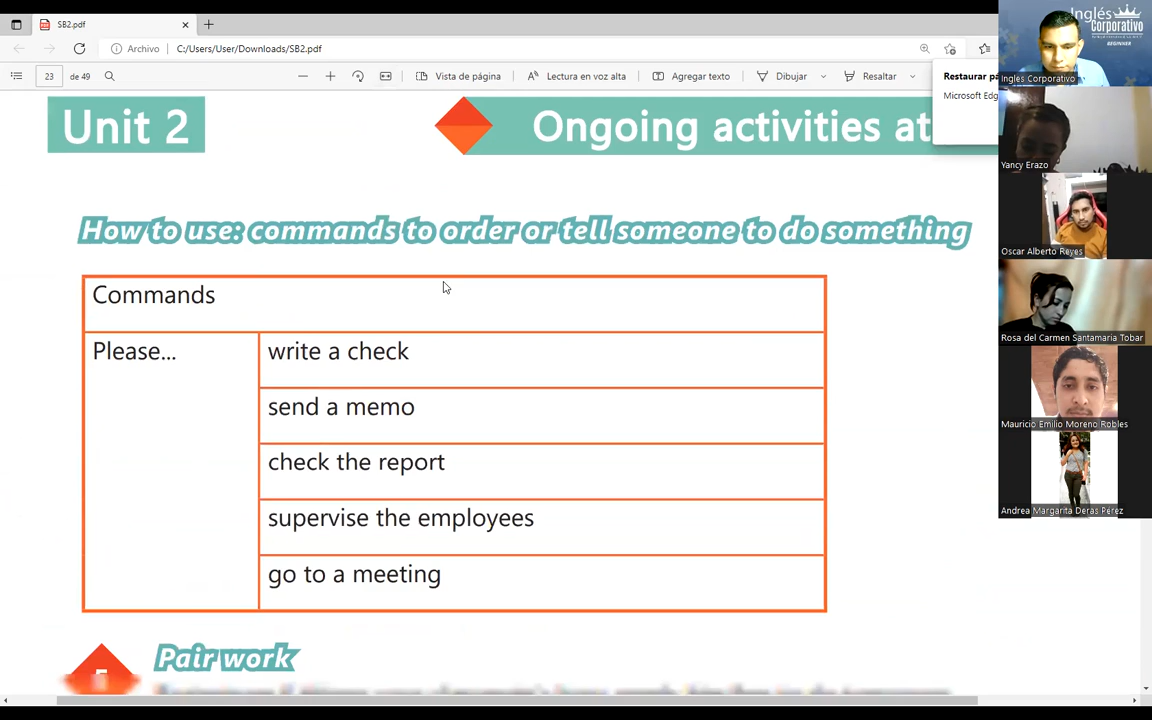 SB2.pdf
Archivo C:/Users/User/Downloads/SB2.pdf
23 de 49 Vista de página Lectura en voz alta Agregar texto Dibujar Resaltar
Restaurar
Microsoft Edg
Unit 2 Ongoing activities at
How to use: commands to order or tell someone to do something
Commands
Please... write a check
send a memo
check the report
supervise the employees
go to a meeting
Pair work
Inglés
Corporativo
BEGINNER
Inglés Corporativo
Yancy Erazo
Oscar Alberto Reyes
Rosa del Carmen Santamaria Tobar
Mauricio Emilio Moreno Robles
Andrea Margarita Deras Pérez